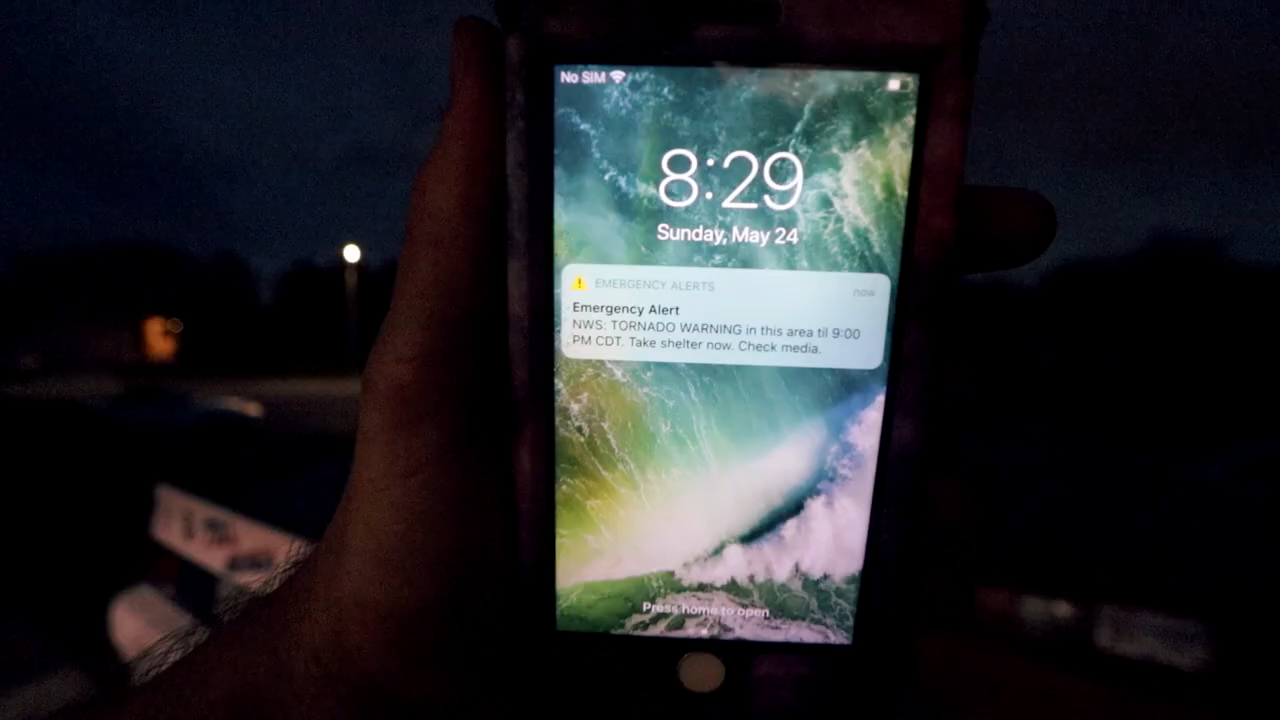 No SIM
8:29
Sunday, May 24
EMERGENCY ALERTS now
Emergency Alert
NWS: TORNADO WARNING in this area til 9:00
PM CDT. Take shelter now. Check media.
Press home to open